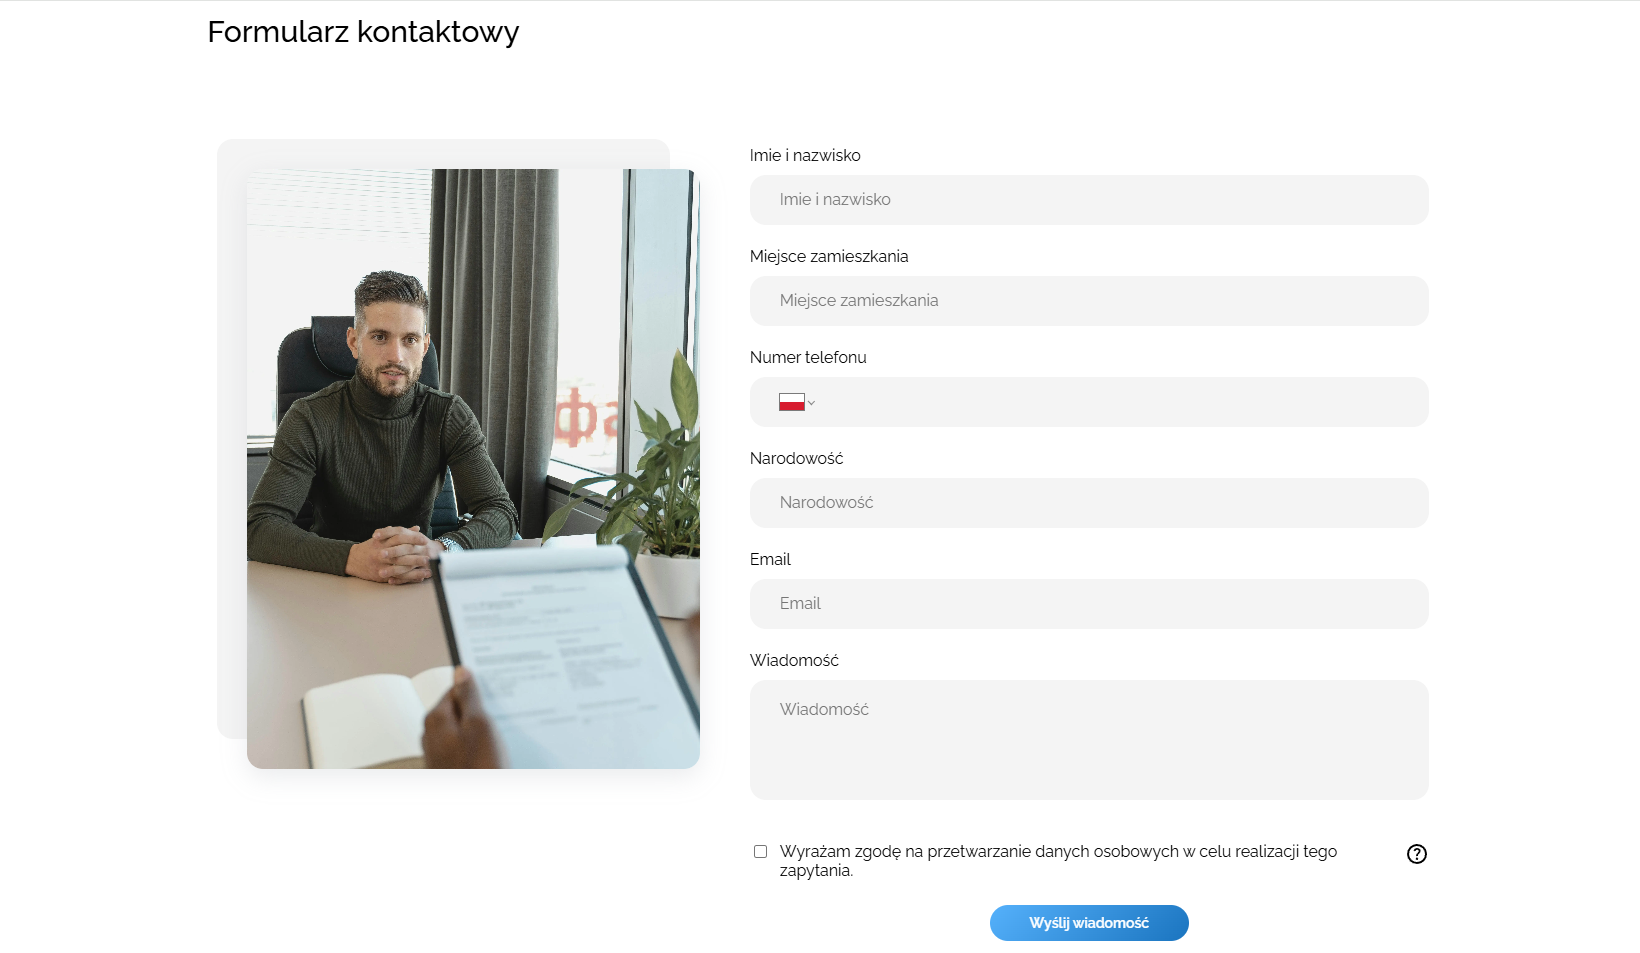 Formularz kontaktowy
Imie i nazwisko
Imie i nazwisko
Miejsce zamieszkania
Miejsce zamieszkania
Numer telefonu
Narodowość
Narodowość
Email
Email
Wiadomość
Wiadomość
Wyrażam zgodę na przetwarzanie danych osobowych w celu realizacji tego
zapytania.
Wyślij wiadomość